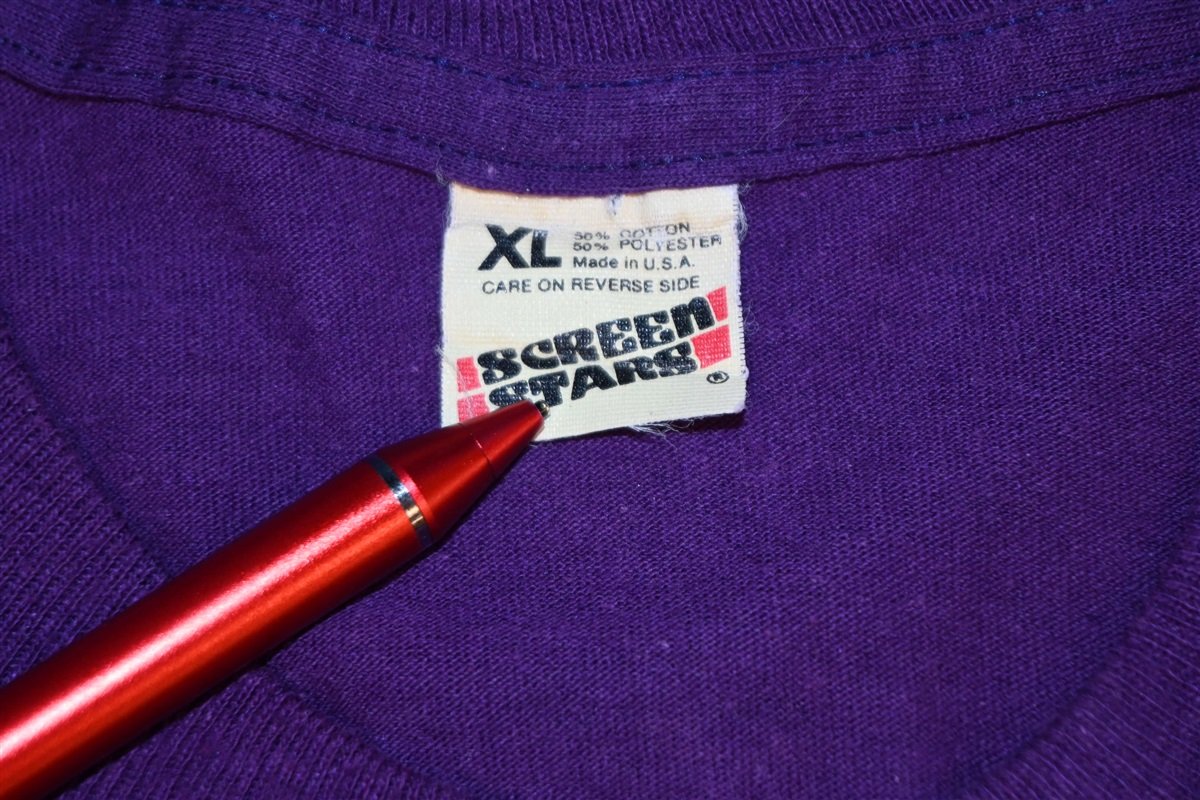 XL
50% COTTON
50% POLYESTER
Made in U.S.A.
CARE ON REVERSE SIDE
SCREEN
STARS
®